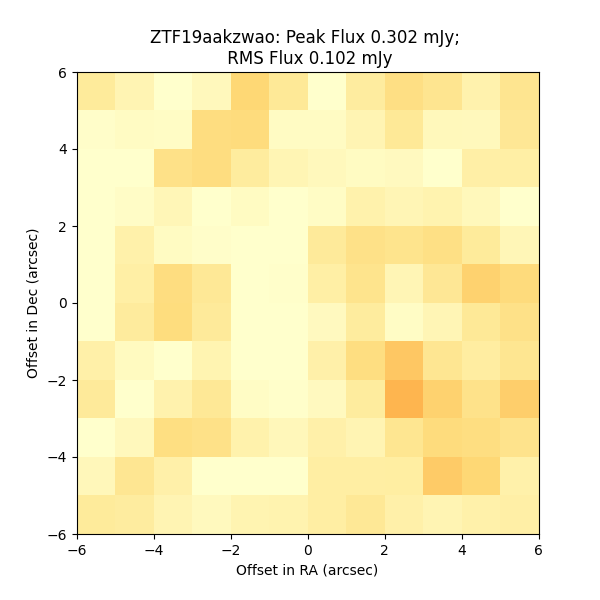 ZTF19aakzwao: Peak Flux 0.302 mJy;
RMS Flux 0.102 mJy
6
4
2
0
−2
−4
−6
Offset in Dec (arcsec)
−6 −4 −2 0 2 4 6
Offset in RA (arcsec)